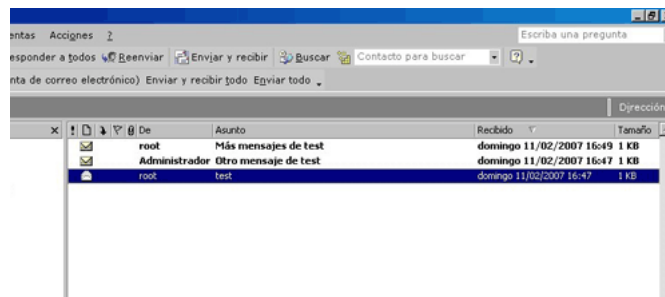 entas Acciones ?
Escriba una pregunta
esponder a todos Reenviar Enviar y recibir Buscar Contacto para buscar
nta de correo electrónico) Enviar y recibir todo Enviar todo
Dirección
De Asunto Recibido Tamaño
root Más mensajes de test domingo 11/02/2007 16:49 1 KB
Administrador Otro mensaje de test domingo 11/02/2007 16:47 1 KB
root test domingo 11/02/2007 16:47 1 KB